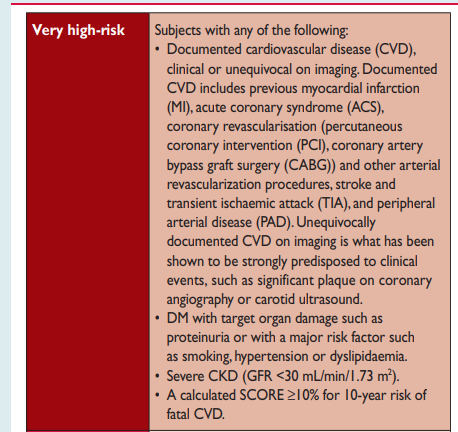 Very high-risk
Subjects with any of the following:
• Documented cardiovascular disease (CVD),
clinical or unequivocal on imaging. Documented
CVD includes previous myocardial infarction
(MI), acute coronary syndrome (ACS),
coronary revascularisation (percutaneous
coronary intervention (PCI), coronary artery
bypass graft surgery (CABG)) and other arterial
revascularization procedures, stroke and
transient ischaemic attack (TIA), and peripheral
arterial disease (PAD). Unequivocally
documented CVD on imaging is what has been
shown to be strongly predisposed to clinical
events, such as significant plaque on coronary
angiography or carotid ultrasound.
• DM with target organ damage such as
proteinuria or with a major risk factor such
as smoking, hypertension or dyslipidaemia.
• Severe CKD (GFR <30 mL/min/1.73 m²).
• A calculated SCORE ≥10% for 10-year risk of
fatal CVD.